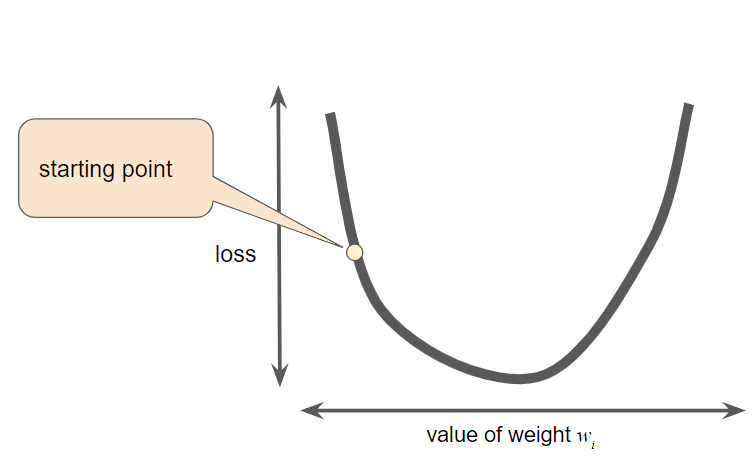 starting point
loss
value of weight wᵢ